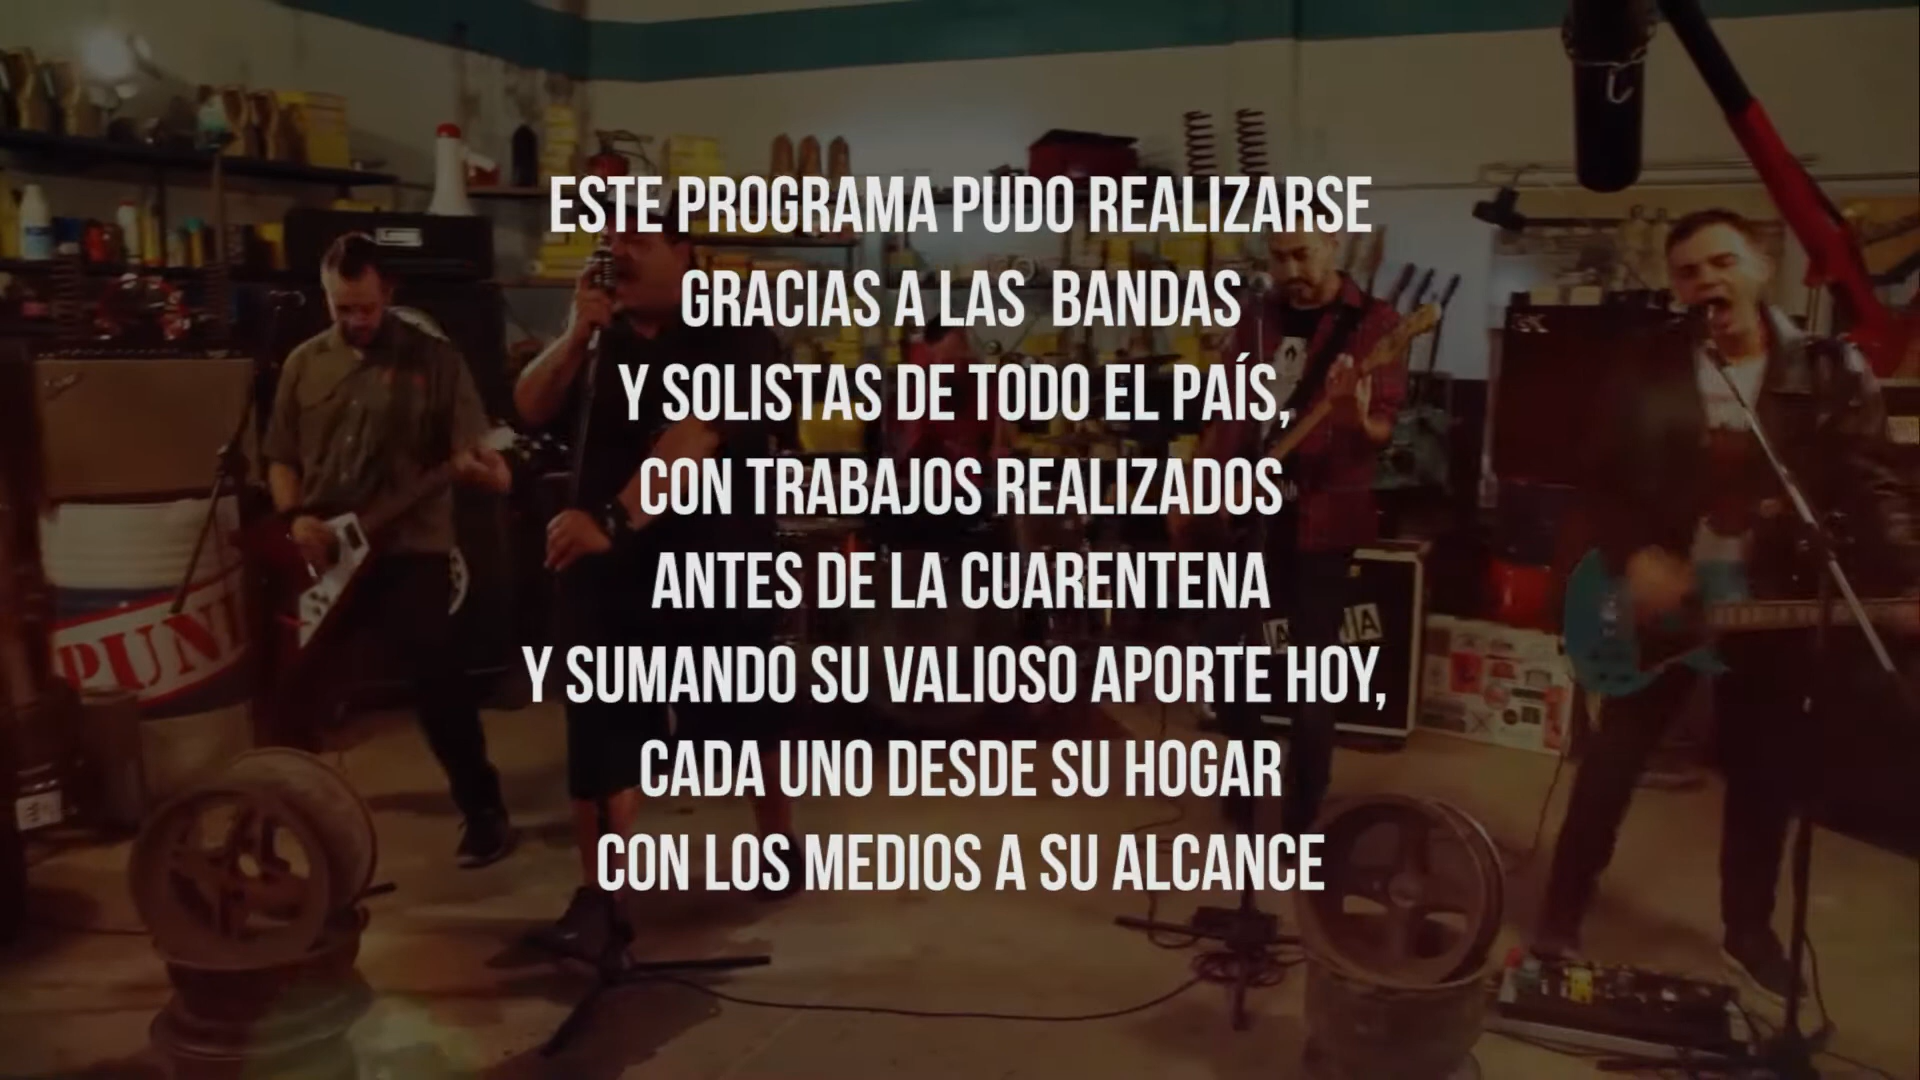 ESTE PROGRAMA PUDO REALIZARSE
GRACIAS A LAS BANDAS
Y SOLISTAS DE TODO EL PAÍS,
CON TRABAJOS REALIZADOS
ANTES DE LA CUARENTENA
Y SUMANDO SU VALIOSO APORTE HOY,
CADA UNO DESDE SU HOGAR
CON LOS MEDIOS A SU ALCANCE